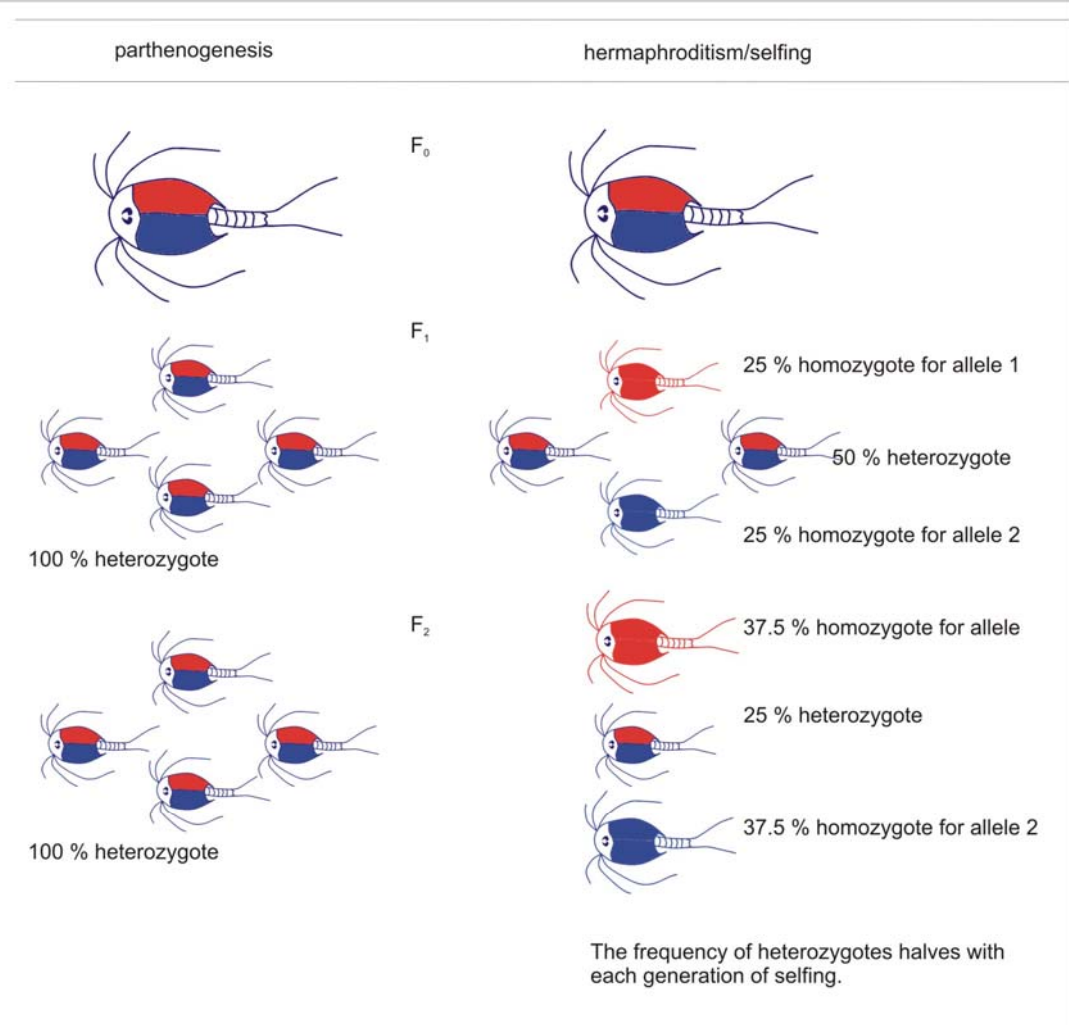 parthenogenesis
hermaphroditism/selfing
F₀
F₁
25 % homozygote for allele 1
50 % heterozygote
25 % homozygote for allele 2
100 % heterozygote
F₂
37.5 % homozygote for allele
25 % heterozygote
37.5 % homozygote for allele 2
100 % heterozygote
The frequency of heterozygotes halves with
each generation of selfing.